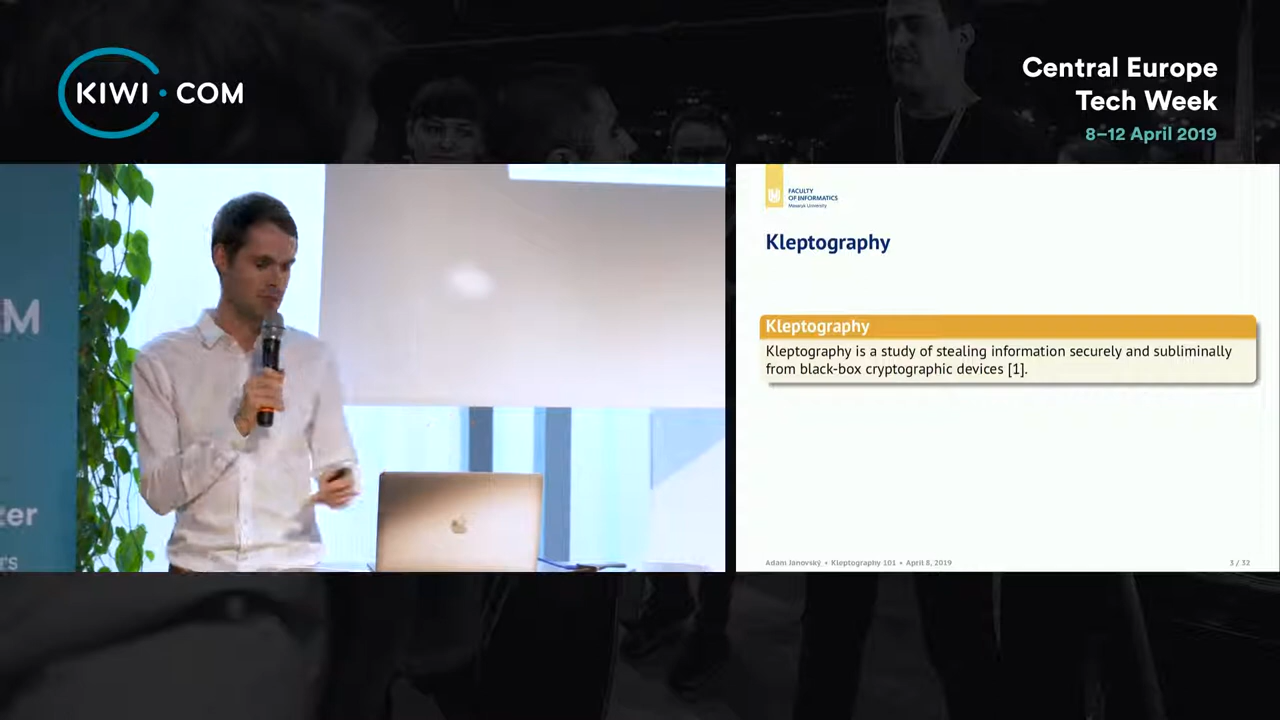 KIWI.COM
Central Europe
Tech Week
8–12 April 2019
FACULTY
OF INFORMATICS
Masaryk University
Kleptography
Kleptography
Kleptography is a study of stealing information securely and subliminally
from black-box cryptographic devices [1].
Adam Janovský • Kleptography 101 • April 8, 2019 3 / 32